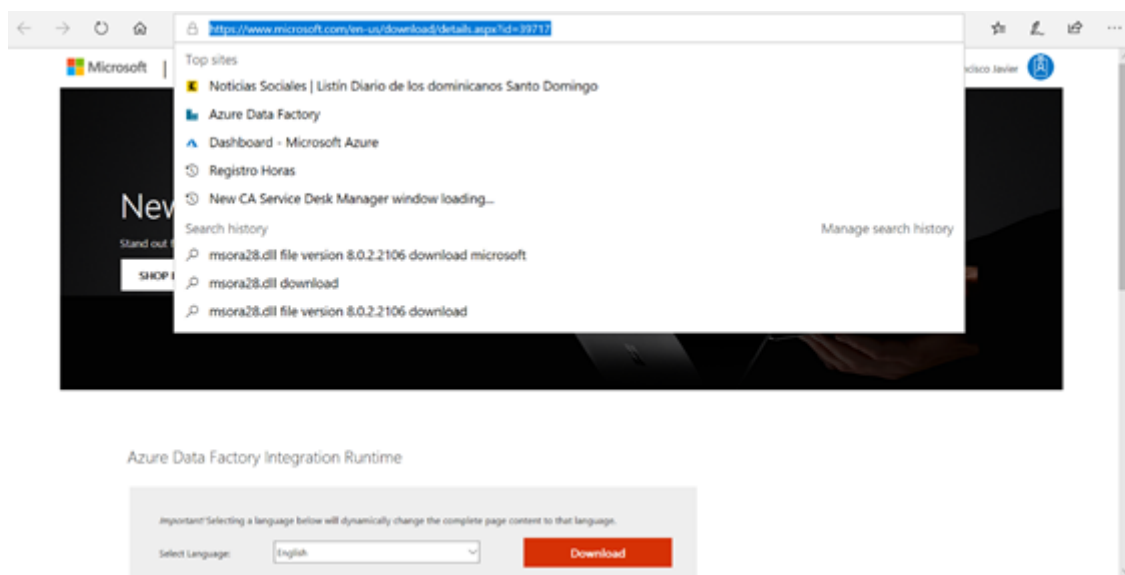 https://www.microsoft.com/en-us/download/details.aspx?id=39717
Microsoft
Top sites
Noticias Sociales | Listín Diario de los dominicanos Santo Domingo
Azure Data Factory
Dashboard - Microsoft Azure
Registro Horas
New CA Service Desk Manager window loading...
Search history
Manage search history
msora28.dll file version 8.0.2.2106 download microsoft
msora28.dll download
msora28.dll file version 8.0.2.2106 download
cisco Javier
New
Stand out f
SHOP
Azure Data Factory Integration Runtime
Important! Selecting a language below will dynamically change the complete page content to that language.
Select Language:
English
Download